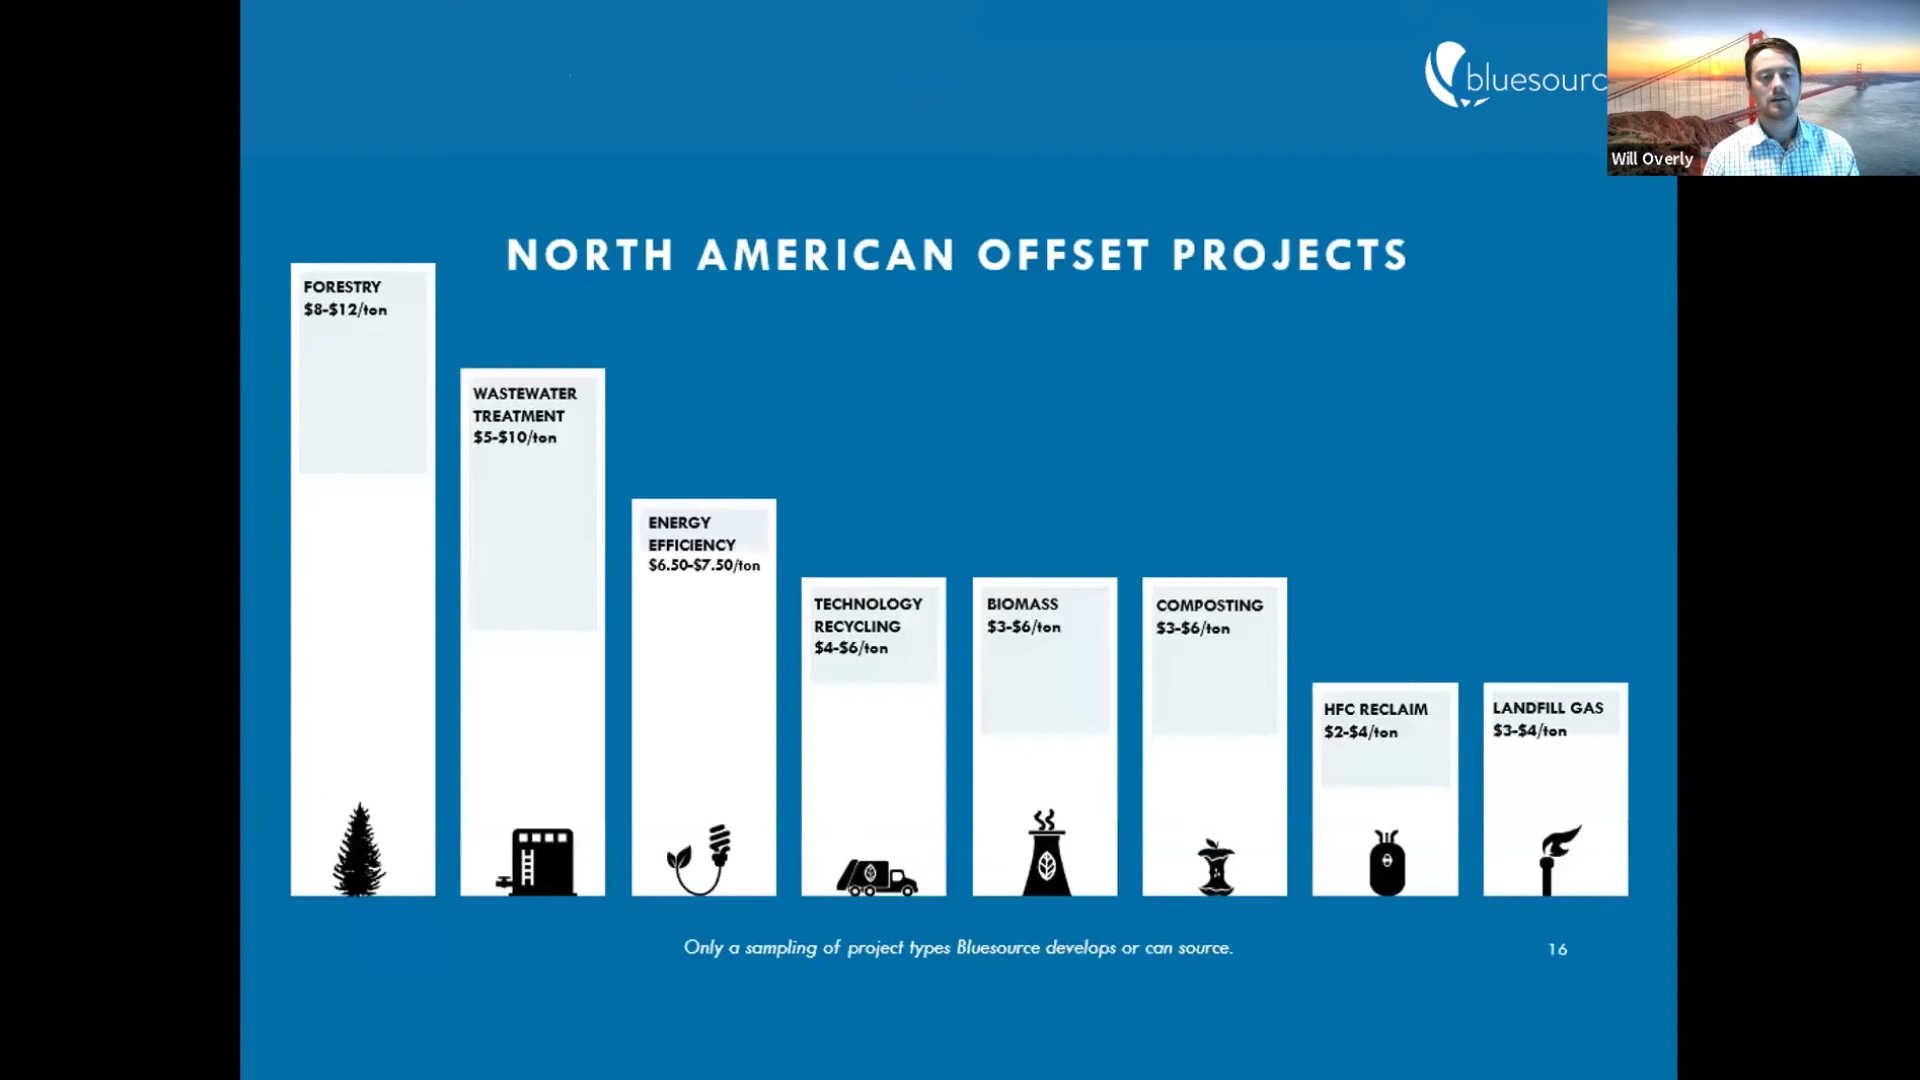 bluesourc
Will Overly
NORTH AMERICAN OFFSET PROJECTS
FORESTRY
$8-$12/ton
WASTEWATER
TREATMENT
$5-$10/ton
ENERGY
EFFICIENCY
$6.50-$7.50/ton
TECHNOLOGY
RECYCLING
$4-$6/ton
BIOMASS
$3-$6/ton
COMPOSTING
$3-$6/ton
HFC RECLAIM
$2-$4/ton
LANDFILL GAS
$3-$4/ton
Only a sampling of project types Bluesource develops or can source.
16